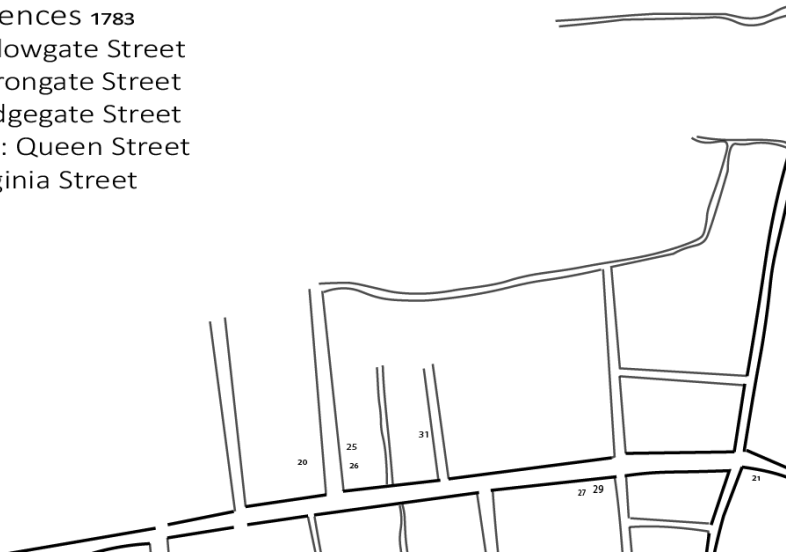 ences 1783
lowgate Street
rongate Street
dgegate Street
: Queen Street
ginia Street
31
25
20
26
21
27 29